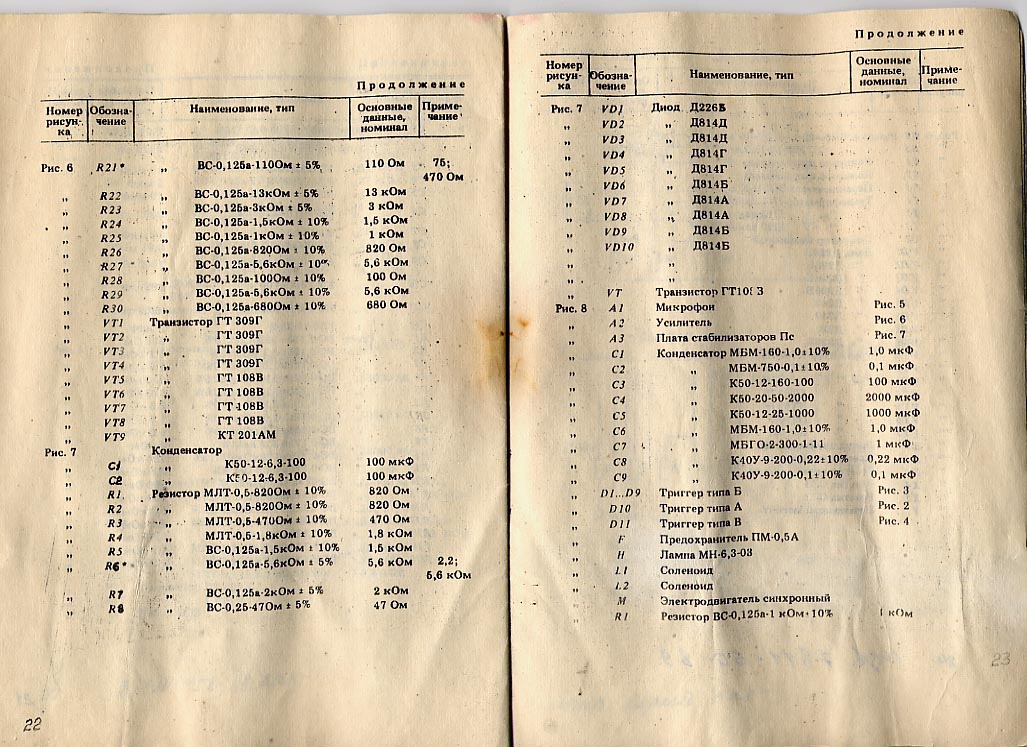 Продолжение
Номер рисун- ка Обозна- чение Наименование, тип Основные данные, номинал Приме- чание
Рис. 6 R21* „ ВС-0,125а-110Ом ± 5% 110 Ом 75;
470 Ом
„ R22 „ ВС-0,125а-13кОм ± 5% 13 кОм
„ R23 „ ВС-0,125а-3кОм ± 5% 3 кОм
„ R24 „ ВС-0,125а-1,5кОм ± 10% 1,5 кОм
„ R25 „ ВС-0,125а-1кОм ± 10% 1 кОм
„ R26 „ ВС-0,125а-820Ом ± 10% 820 Ом
„ R27 „ ВС-0,125а-5,6кОм ± 10% 5,6 кОм
„ R28 „ ВС-0,125а-100Ом ± 10% 100 Ом
„ R29 „ ВС-0,125а-5,6кОм ± 10% 5,6 кОм
„ R30 „ ВС-0,125а-680Ом ± 10% 680 Ом
„ VT1 Транзистор ГТ 309Г
„ VT2 „ ГТ 309Г
„ VT3 „ ГТ 309Г
„ VT4 „ ГТ 309Г
„ VT5 „ ГТ 108В
„ VT6 „ ГТ 108В
„ VT7 „ ГТ 108В
„ VT8 „ ГТ 108В
„ VT9 „ КТ 201АМ
Рис. 7 Конденсатор
„ C1 „ К50-12-6,3-100 100 мкФ
„ C2 „ К50-12-6,3-100 100 мкФ
„ R1 Резистор МЛТ-0,5-820Ом ± 10% 820 Ом
„ R2 „ МЛТ-0,5-820Ом ± 10% 820 Ом
„ R3 „ МЛТ-0,5-470Ом ± 10% 470 Ом
„ R4 „ МЛТ-0,5-1,8кОм ± 10% 1,8 кОм
„ R5 „ ВС-0,125а-1,5кОм ± 10% 1,5 кОм
„ R6* „ ВС-0,125а-5,6кОм ± 5% 5,6 кОм 2,2;
5,6 кОм
„ R7 „ ВС-0,125а-2кОм ± 5% 2 кОм
„ R8 „ ВС-0,25-47Ом ± 5% 47 Ом
22
Продолжение
Номер рисун- ка Обозна- чение Наименование, тип Основные данные, номинал Приме- чание
Рис. 7 VD1 Диод Д226Б
„ VD2 „ Д814Д
„ VD3 „ Д814Д
„ VD4 „ Д814Г
„ VD5 „ Д814Г
„ VD6 „ Д814Б
„ VD7 „ Д814А
„ VD8 „ Д814А
„ VD9 „ Д814Б
„ VD10 „ Д814Б
„ „
„ „
„ VT Транзистор
Рис. 8 A1 Микрофон Рис. 5
„ A2 Усилитель Рис. 6
„ A3 Плата стабилизаторов Пс Рис. 7
„ C1 Конденсатор МБМ-160-1,0±10% 1,0 мкФ
„ C2 „ МБМ-750-0,1±10% 0,1 мкФ
„ C3 „ К50-12-160-100 100 мкФ
„ C4 „ К50-20-50-2000 2000 мкФ
„ C5 „ К50-12-25-1000 1000 мкФ
„ C6 „ МБМ-160-1,0±10% 1,0 мкФ
„ C7 „ МБГО-2-300-1-11 1 мкФ
„ C8 „ К40У-9-200-0,22±10% 0,22 мкФ
„ C9 „ К40У-9-200-0,1±10% 0,1 мкФ
„ D1...D9 Триггер типа Б Рис. 3
„ D10 Триггер типа А Рис. 2
„ D11 Триггер типа В Рис. 4
„ F Предохранитель ПМ-0,5А
„ H Лампа МН-6,3-03
„ L1 Соленоид
„ L2 Соленоид
„ M Электродвигатель синхронный
„ R1 Резистор ВС-0,125а-1 кОм±10% 1 кОм
23